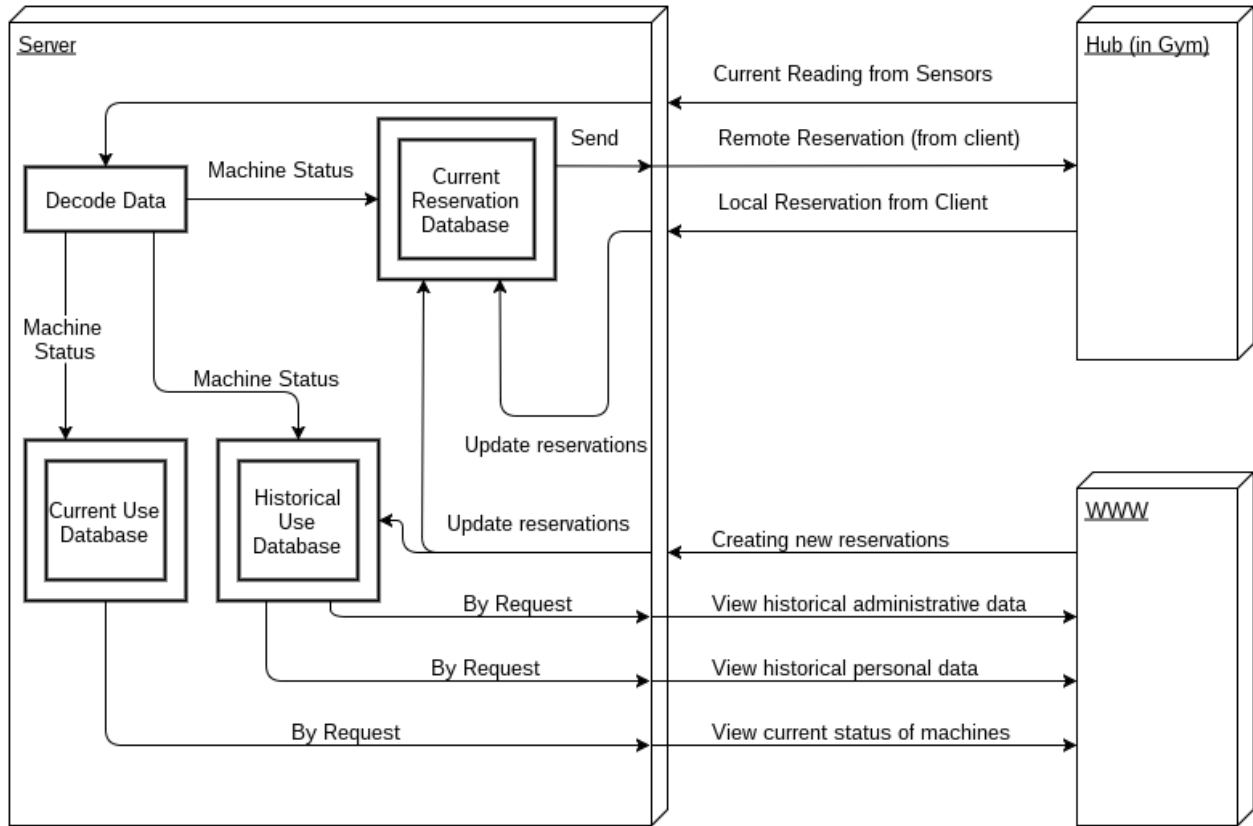 Server
Hub (in Gym)
Current Reading from Sensors
Send
Remote Reservation (from client)
Machine Status
Decode Data
Current
Reservation
Database
Local Reservation from Client
Machine
Status
Machine Status
Update reservations
Current Use
Database
Historical
Use
Database
Update reservations
WWW
Creating new reservations
By Request
View historical administrative data
By Request
View historical personal data
By Request
View current status of machines